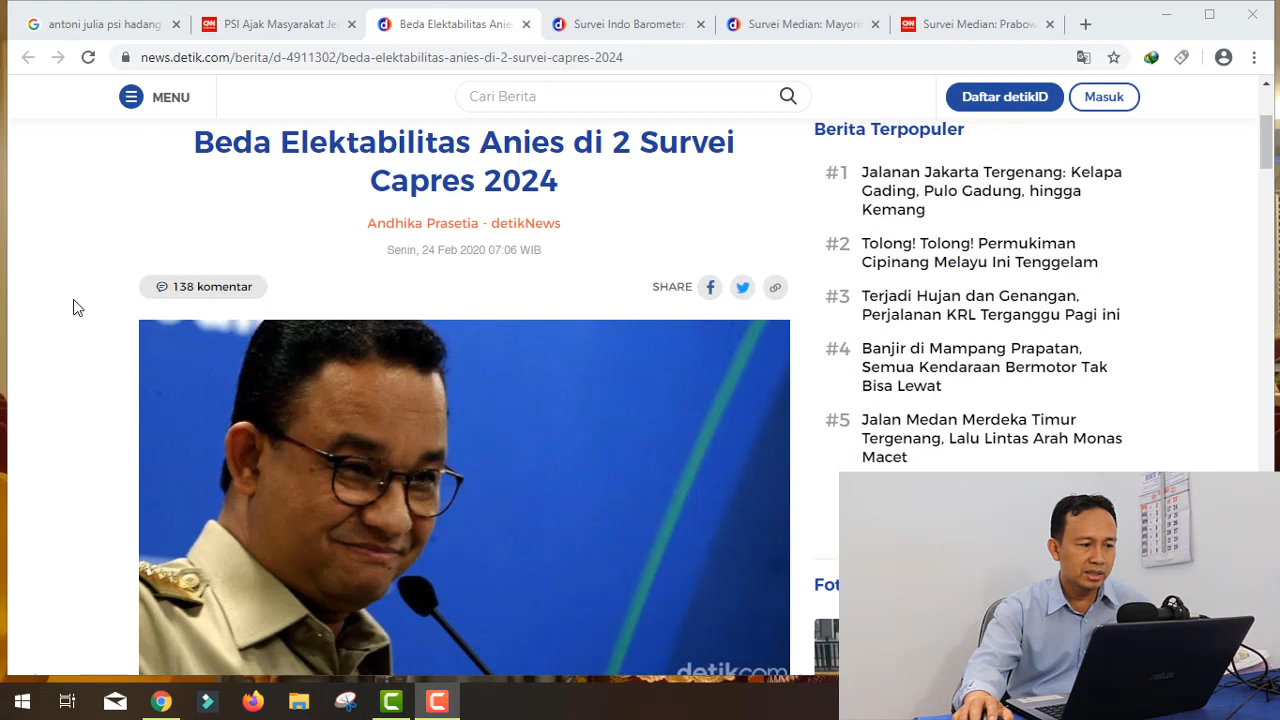 antoni julia psi hadang
PSI Ajak Masyarakat Je
Beda Elektabilitas Anie
Survei Indo Barometer
Survei Median: Mayori
Survei Median: Prabow
news.detik.com/berita/d-4911302/beda-elektabilitas-anies-di-2-survei-capres-2024
MENU
Cari Berita
Daftar detikID
Masuk
Beda Elektabilitas Anies di 2 Survei
Capres 2024
Andhika Prasetia - detikNews
Senin, 24 Feb 2020 07:06 WIB
138 komentar
SHARE
detikcom
Berita Terpopuler
#1 Jalanan Jakarta Tergenang: Kelapa
Gading, Pulo Gadung, hingga
Kemang
#2 Tolong! Tolong! Permukiman
Cipinang Melayu Ini Tenggelam
#3 Terjadi Hujan dan Genangan,
Perjalanan KRL Terganggu Pagi ini
#4 Banjir di Mampang Prapatan,
Semua Kendaraan Bermotor Tak
Bisa Lewat
#5 Jalan Medan Merdeka Timur
Tergenang, Lalu Lintas Arah Monas
Macet
ASUS